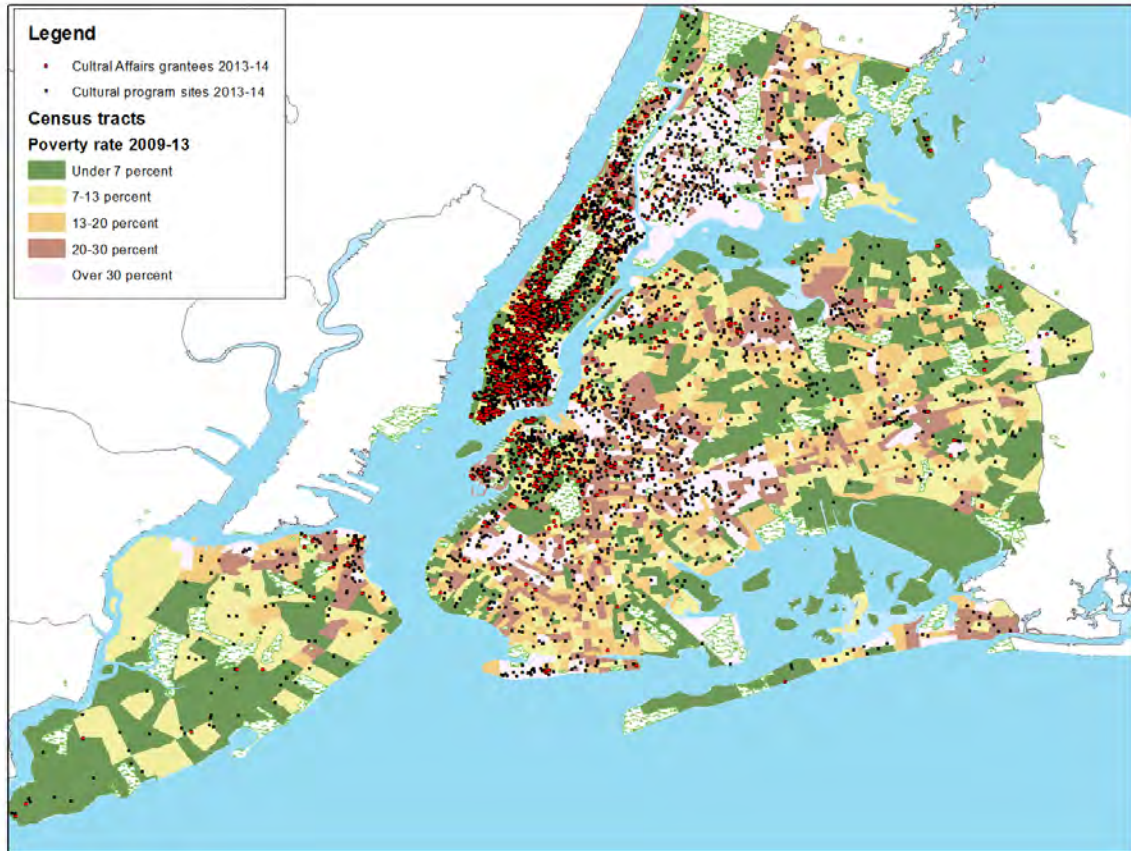 Legend
Cultral Affairs grantees 2013-14
Cultural program sites 2013-14
Census tracts
Poverty rate 2009-13
Under 7 percent
7-13 percent
13-20 percent
20-30 percent
Over 30 percent